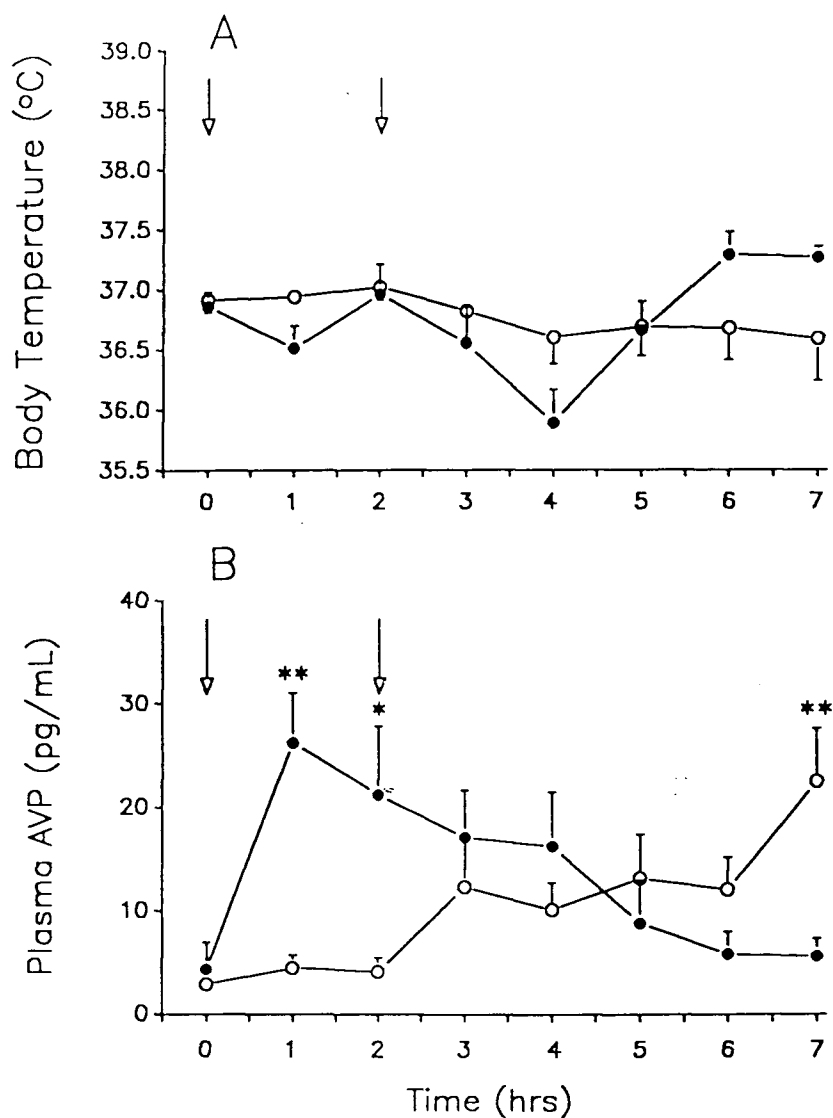 A
Body Temperature (°C)
39.0
38.5
38.0
37.5
37.0
36.5
36.0
35.5
0 1 2 3 4 5 6 7
B
Plasma AVP (pg/mL)
40
30
20
10
0
**
*
**
0 1 2 3 4 5 6 7
Time (hrs)